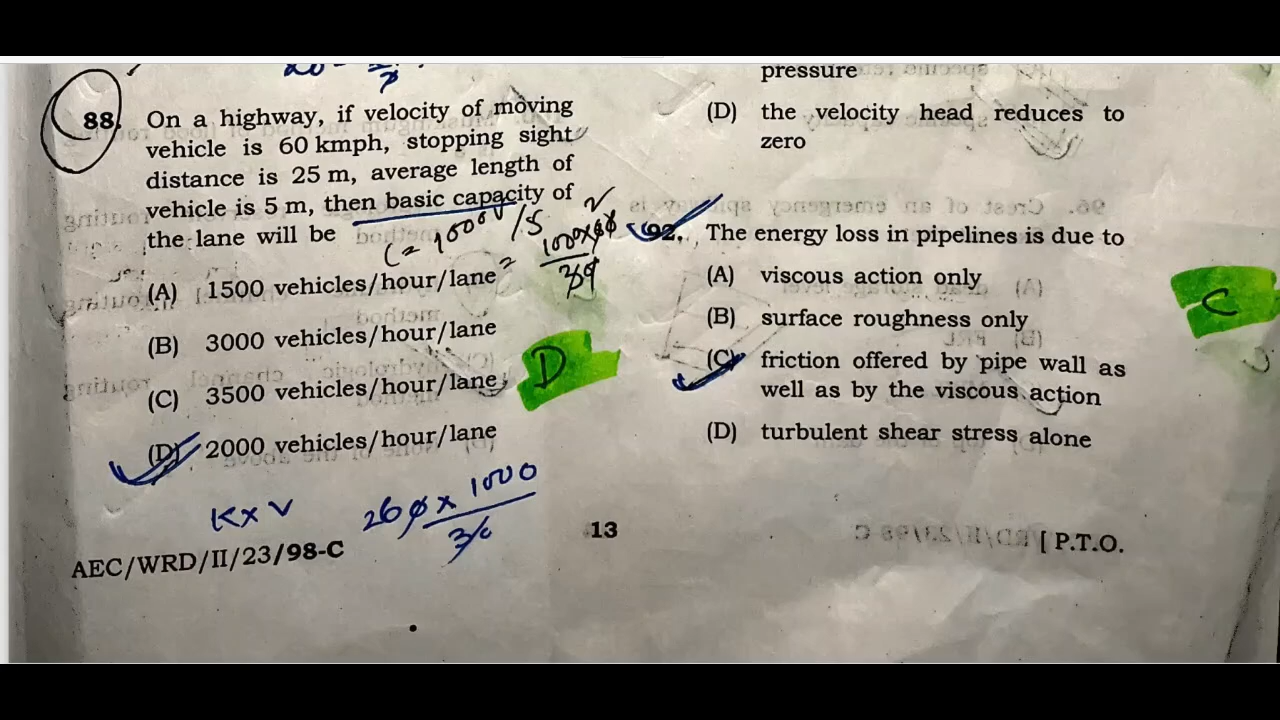 88. On a highway, if velocity of moving
vehicle is 60 kmph, stopping sight
distance is 25 m, average length of
vehicle is 5 m, then basic capacity of
the lane will be
C = 1000V/S
(A) 1500 vehicles/hour/lane
(B) 3000 vehicles/hour/lane
(C) 3500 vehicles/hour/lane
D
(D) 2000 vehicles/hour/lane
K x V
AEC/WRD/II/23/98-C
13
pressure
(D) the velocity head reduces to
zero
92. The energy loss in pipelines is due to
(A) viscous action only
(B) surface roughness only
C
(C) friction offered by pipe wall as
well as by the viscous action
(D) turbulent shear stress alone
[ P.T.O.